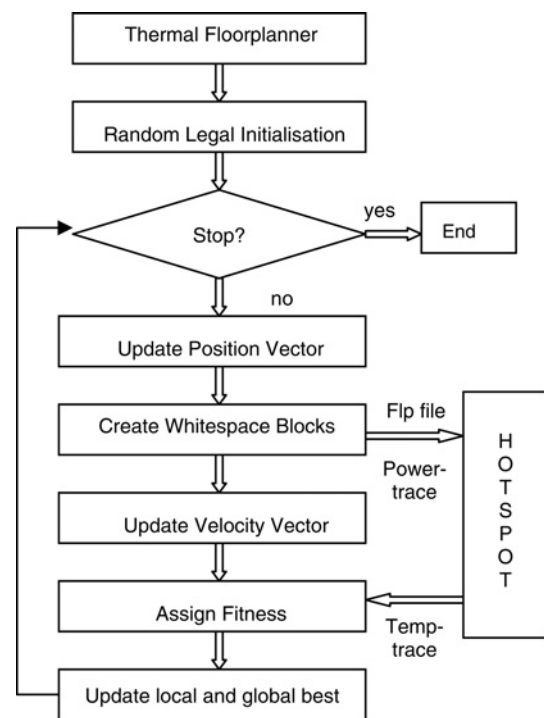 Thermal Floorplanner
Random Legal Initialisation
Stop?
yes
End
no
Update Position Vector
Create Whitespace Blocks
Flp file
Power-
trace
H
O
T
S
P
O
T
Update Velocity Vector
Assign Fitness
Temp-
trace
Update local and global best